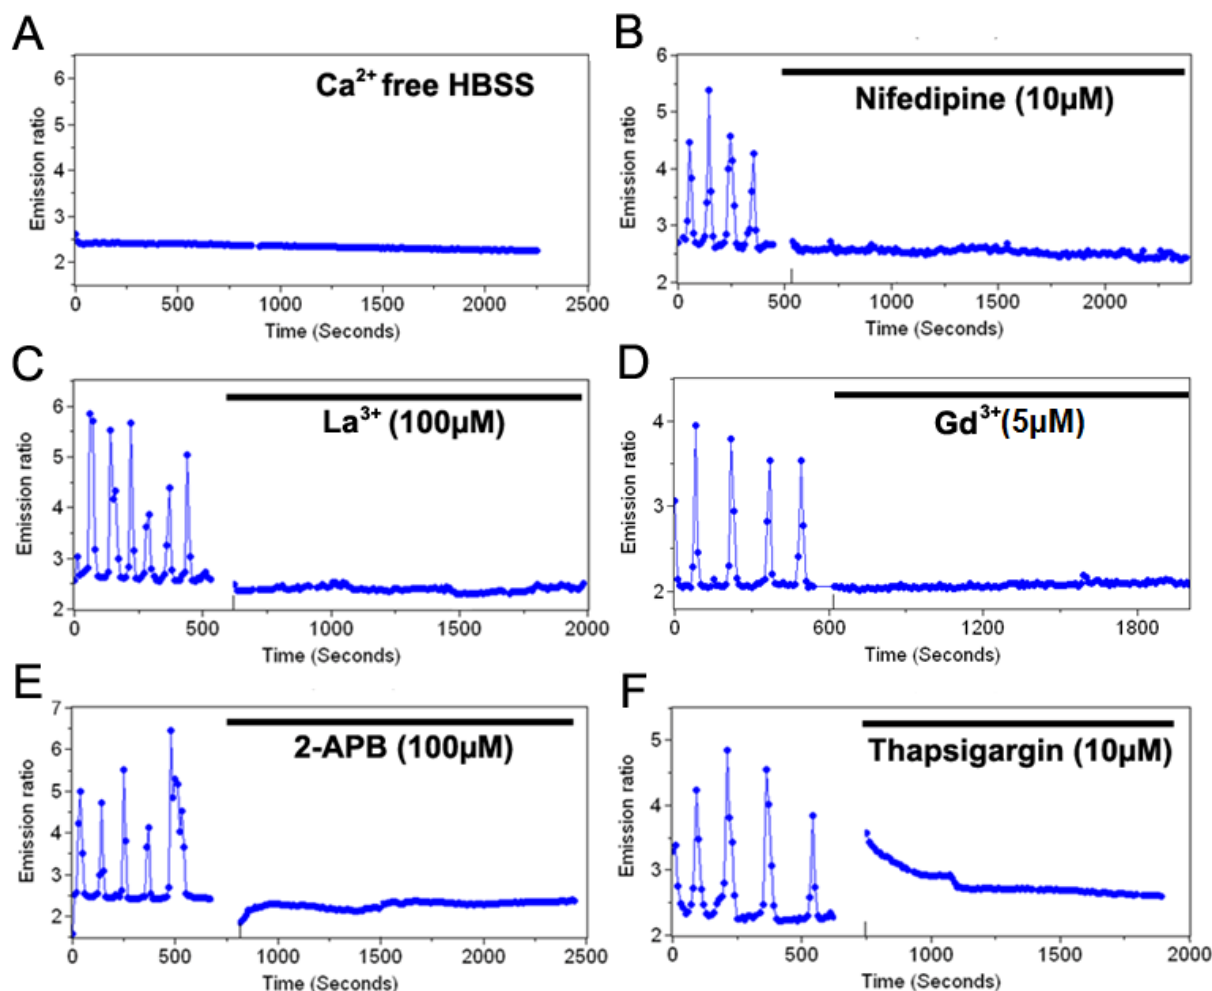 A
Ca2+ free HBSS
Emission ratio
6
5
4
3
2
0 500 1000 1500 2000 2500
Time (Seconds)
B
Nifedipine (10µM)
Emission ratio
6
5
4
3
2
0 500 1000 1500 2000
Time (Seconds)
C
La3+ (100µM)
Emission ratio
6
5
4
3
2
0 500 1000 1500 2000
Time (Seconds)
D
Gd3+(5µM)
Emission ratio
4
3
2
0 600 1200 1800
Time (Seconds)
E
2-APB (100µM)
Emission ratio
7
6
5
4
3
2
0 500 1000 1500 2000 2500
Time (Seconds)
F
Thapsigargin (10µM)
Emission ratio
5
4
3
2
0 500 1000 1500 2000
Time (Seconds)